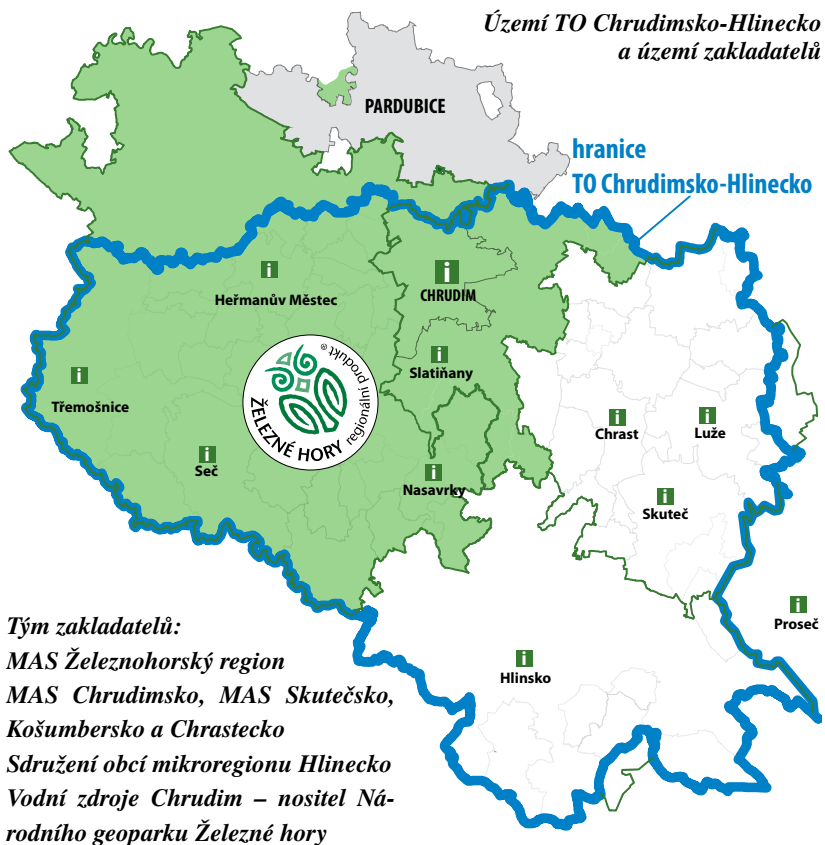 Území TO Chrudimsko-Hlinecko
a území zakladatelů
PARDUBICE
hranice
TO Chrudimsko-Hlinecko
i
Heřmanův Městec
i
CHRUDIM
i
Třemošnice
i
Slatiňany
ŽELEZNÉ HORY regionální produkt ®
i
Chrast
i
Luže
i
Seč
i
Nasavrky
i
Skuteč
i
Proseč
i
Hlinsko
Tým zakladatelů:
MAS Železnohorský region
MAS Chrudimsko, MAS Skutečsko,
Košumbersko a Chrastecko
Sdružení obcí mikroregionu Hlinecko
Vodní zdroje Chrudim – nositel Ná-
rodního geoparku Železné hory